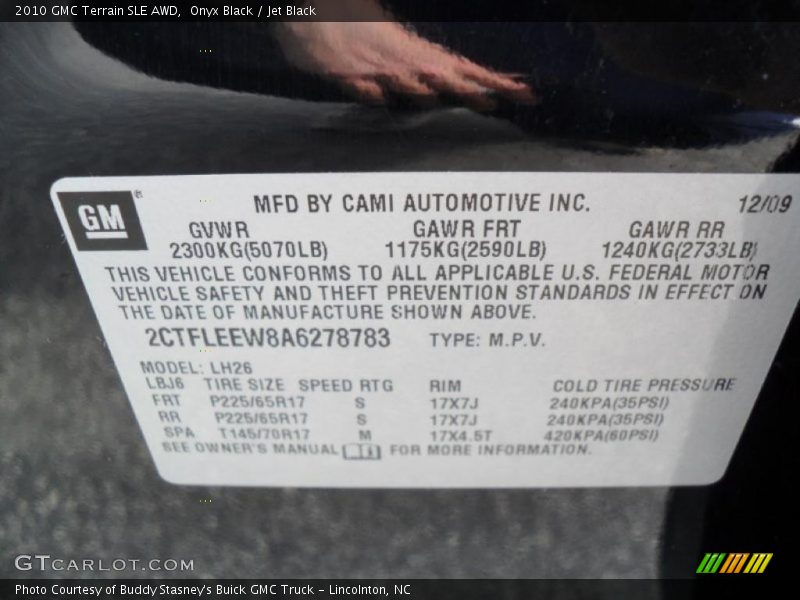 2010 GMC Terrain SLE AWD,  Onyx Black / Jet Black
GM
MFD BY CAMI AUTOMOTIVE INC. 12/09
GVWR GAWR FRT GAWR RR
2300KG(5070LB) 1175KG(2590LB) 1240KG(2733LB)
THIS VEHICLE CONFORMS TO ALL APPLICABLE U.S. FEDERAL MOTOR
VEHICLE SAFETY AND THEFT PREVENTION STANDARDS IN EFFECT ON
THE DATE OF MANUFACTURE SHOWN ABOVE.
2CTFLEEW8A6278783 TYPE: M.P.V.
MODEL: LH26
LBJ6 TIRE SIZE SPEED RTG RIM COLD TIRE PRESSURE
FRT P225/65R17 S 17X7J 240KPA(35PSI)
RR P225/65R17 S 17X7J 240KPA(35PSI)
SPA T145/70R17 M 17X4.5T 420KPA(60PSI)
SEE OWNER'S MANUAL FOR MORE INFORMATION.
GTCARLOT.COM
Photo Courtesy of Buddy Stasney's Buick GMC Truck – Lincolnton, NC